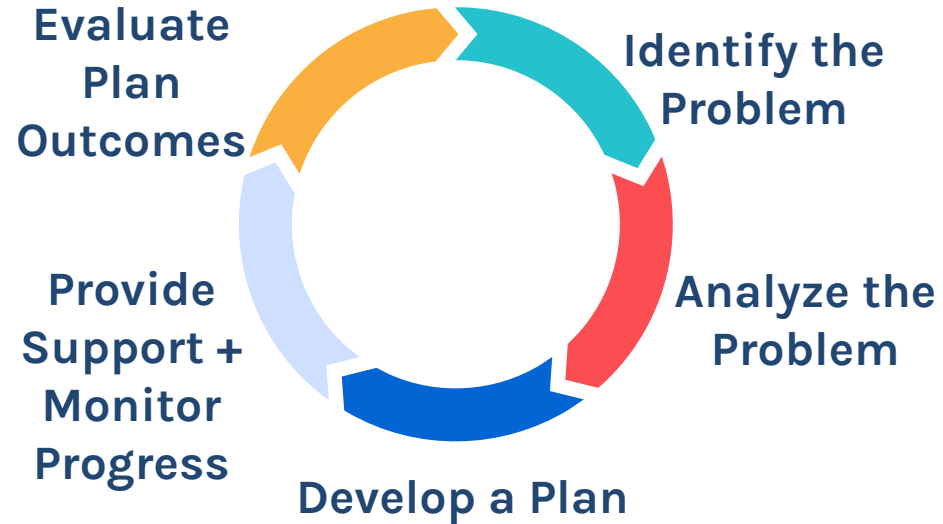 Evaluate
Plan
Outcomes
Identify the
Problem
Analyze the
Problem
Develop a Plan
Provide
Support +
Monitor
Progress